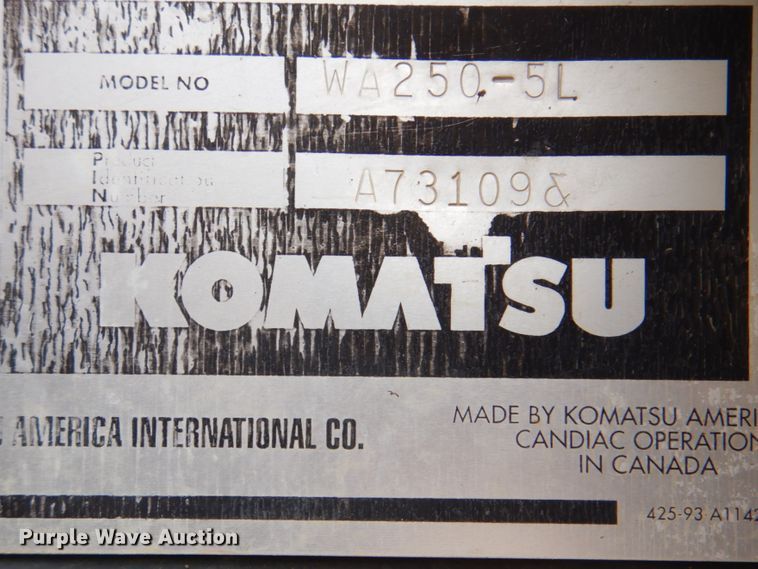 MODEL NO WA250-5L
Product
Identification
Number A73109&
KOMATSU
AMERICA INTERNATIONAL CO.
MADE BY KOMATSU AMERI
CANDIAC OPERATION
IN CANADA
425-93 A1142
Purple Wave Auction